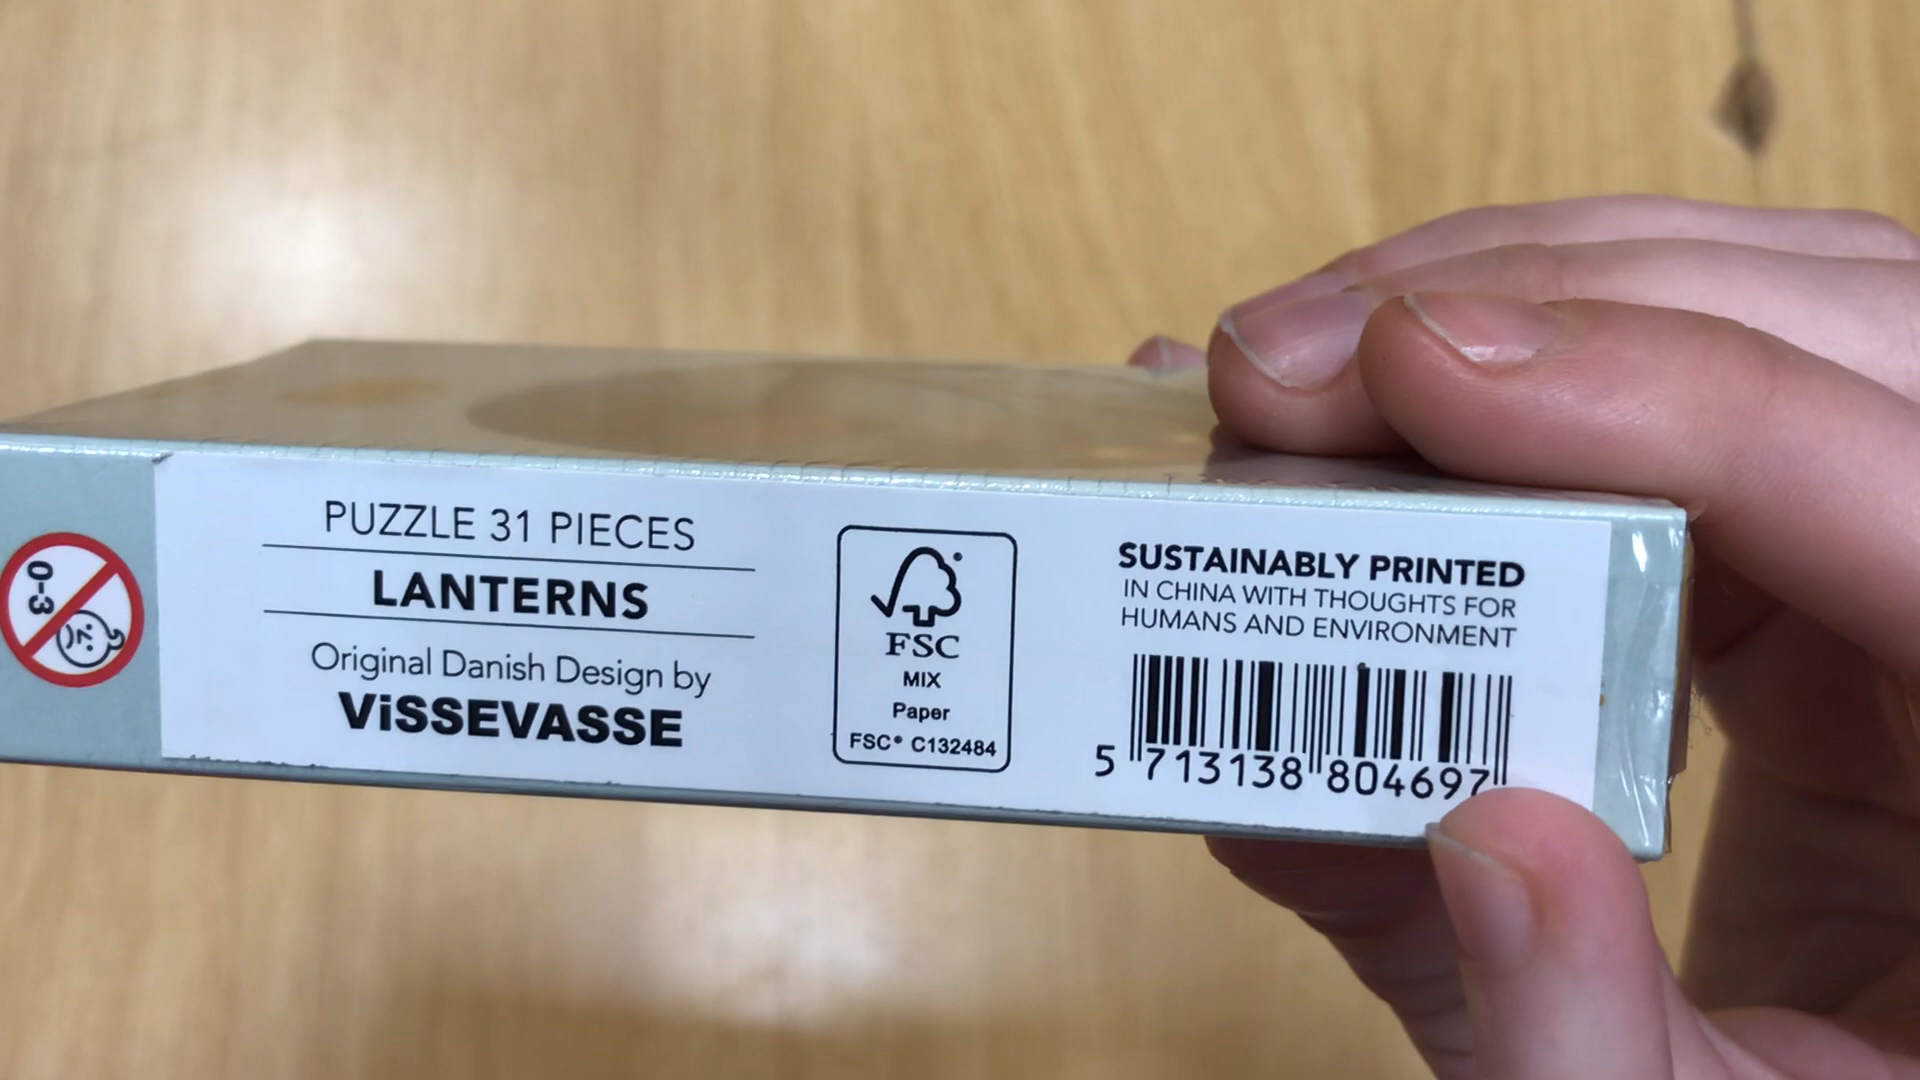 0-3
PUZZLE 31 PIECES
LANTERNS
Original Danish Design by
ViSSEVASSE
FSC
MIX
Paper
FSC® C132484
SUSTAINABLY PRINTED
IN CHINA WITH THOUGHTS FOR
HUMANS AND ENVIRONMENT
5 713138 804697